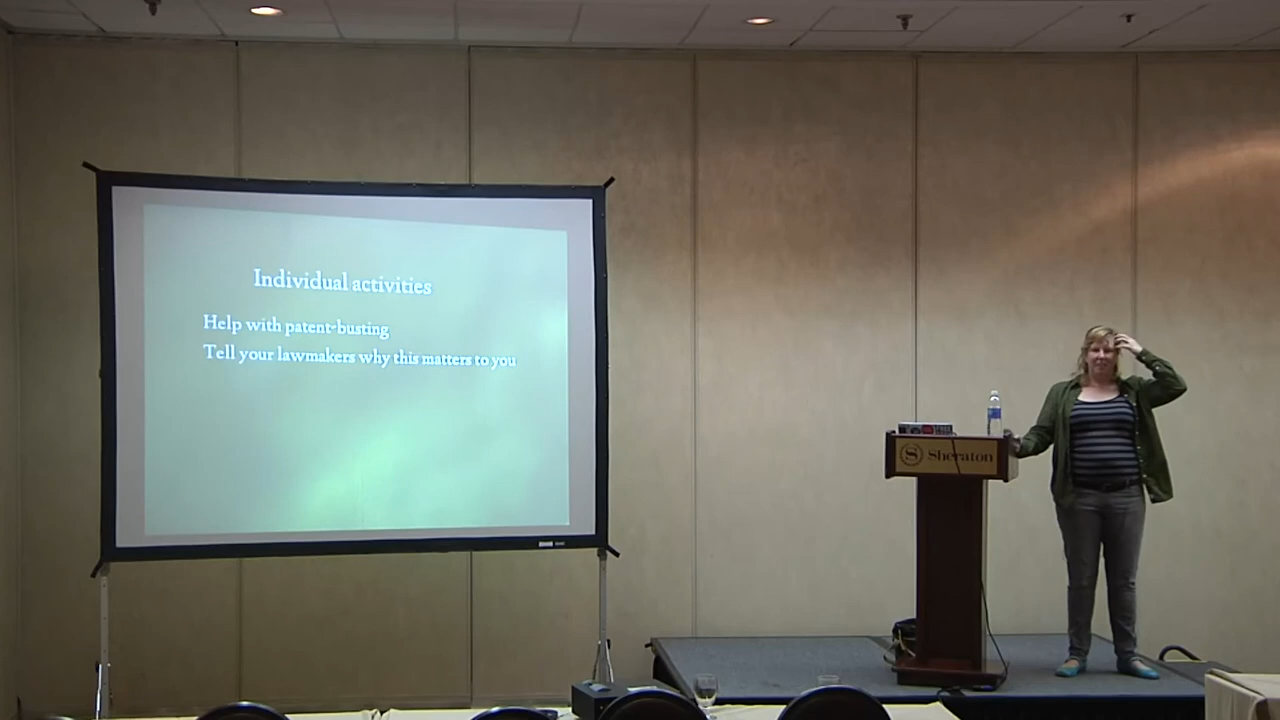 Individual activities
Help with patent-busting
Tell your lawmakers why this matters to you
S Sheraton